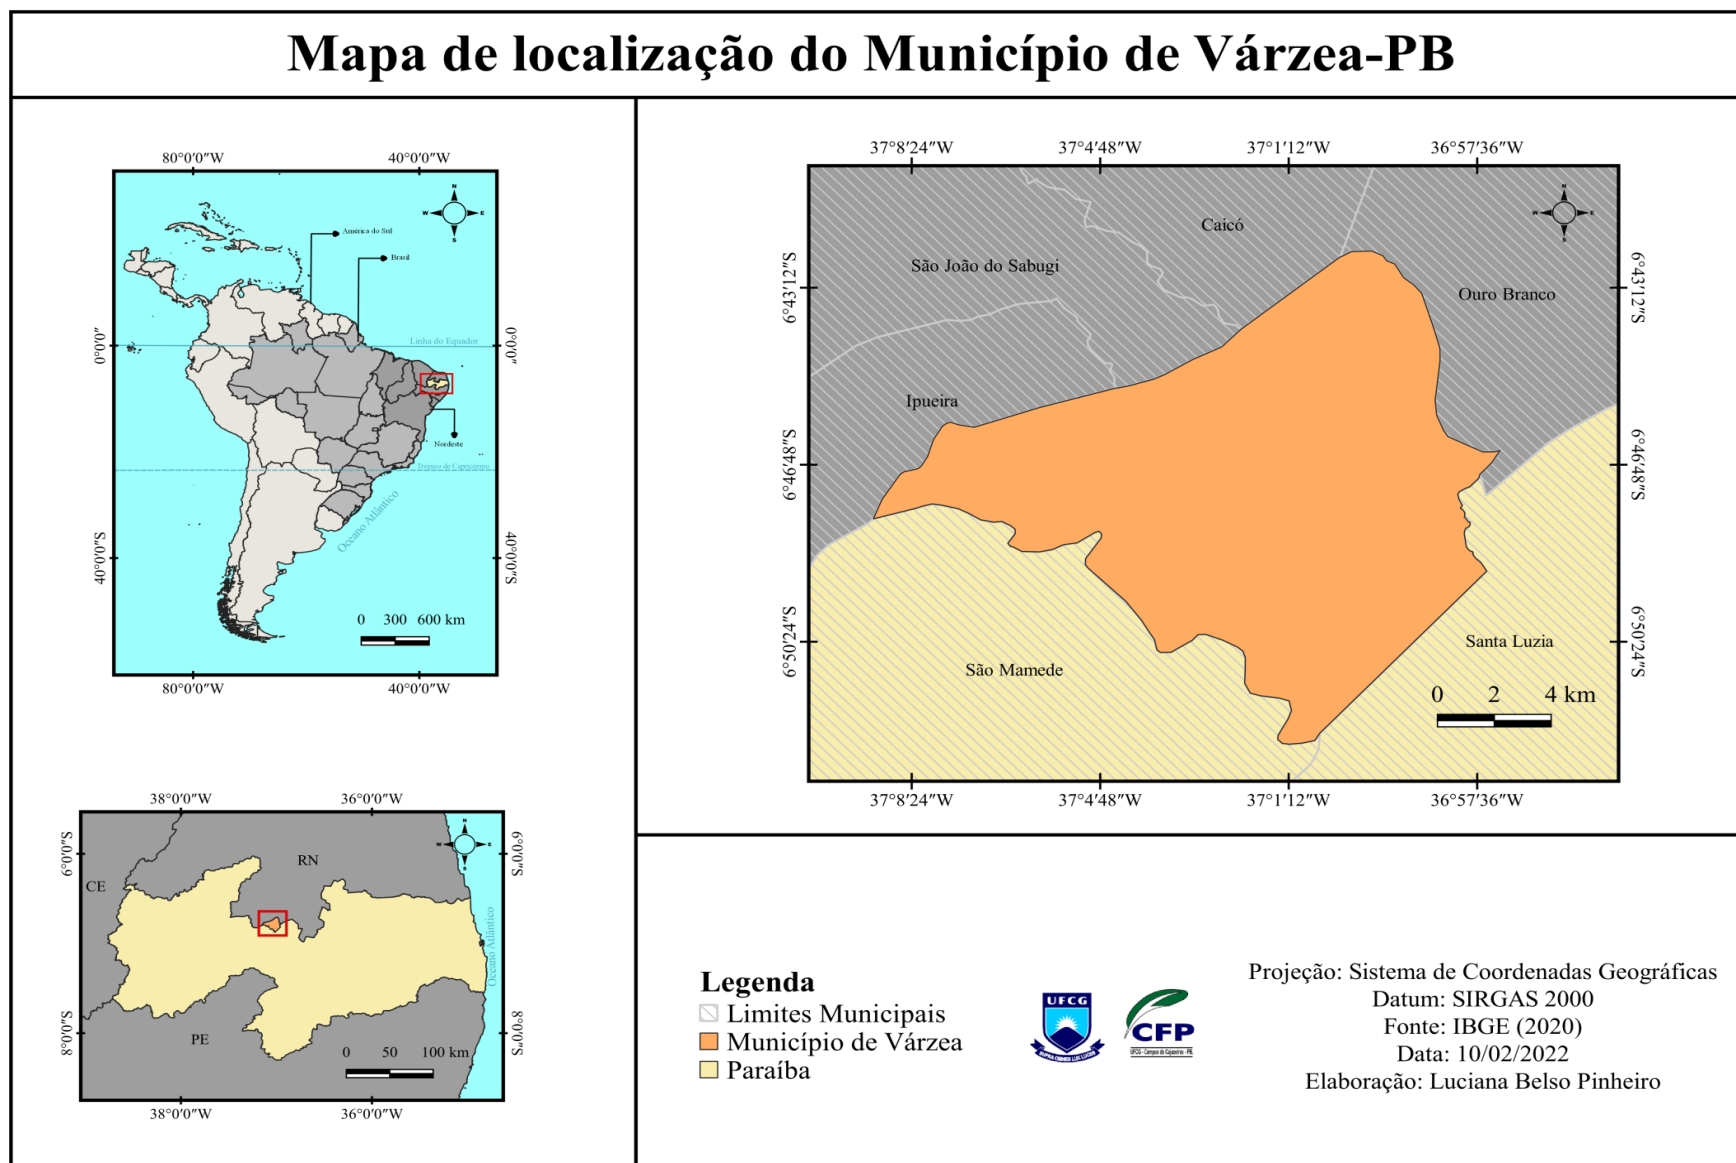 Mapa de localização do Município de Várzea-PB
80°0'0"W 40°0'0"W
N
W E
S
América do Sul
Brasil
0°0'0" 0°0'0"
Linha do Equador
Nordeste
Trópico de Capricórnio
Oceano Atlântico
40°0'0"S 40°0'0"S
0 300 600 km
80°0'0"W 40°0'0"W
38°0'0"W 36°0'0"W
6°0'0"S 6°0'0"S
N
W E
S
RN
CE
Oceano Atlântico
PE
8°0'0"S 8°0'0"S
0 50 100 km
38°0'0"W 36°0'0"W
37°8'24"W 37°4'48"W 37°1'12"W 36°57'36"W
N
W E
S
Caicó
São João do Sabugi
6°43'12"S 6°43'12"S
Ouro Branco
Ipueira
6°46'48"S 6°46'48"S
6°50'24"S 6°50'24"S
Santa Luzia
São Mamede
0 2 4 km
37°8'24"W 37°4'48"W 37°1'12"W 36°57'36"W
Legenda
Limites Municipais
Município de Várzea
Paraíba
UFCG
CFP
UFCG - Campus de Cajazeiras - PB
Projeção: Sistema de Coordenadas Geográficas
Datum: SIRGAS 2000
Fonte: IBGE (2020)
Data: 10/02/2022
Elaboração: Luciana Belso Pinheiro